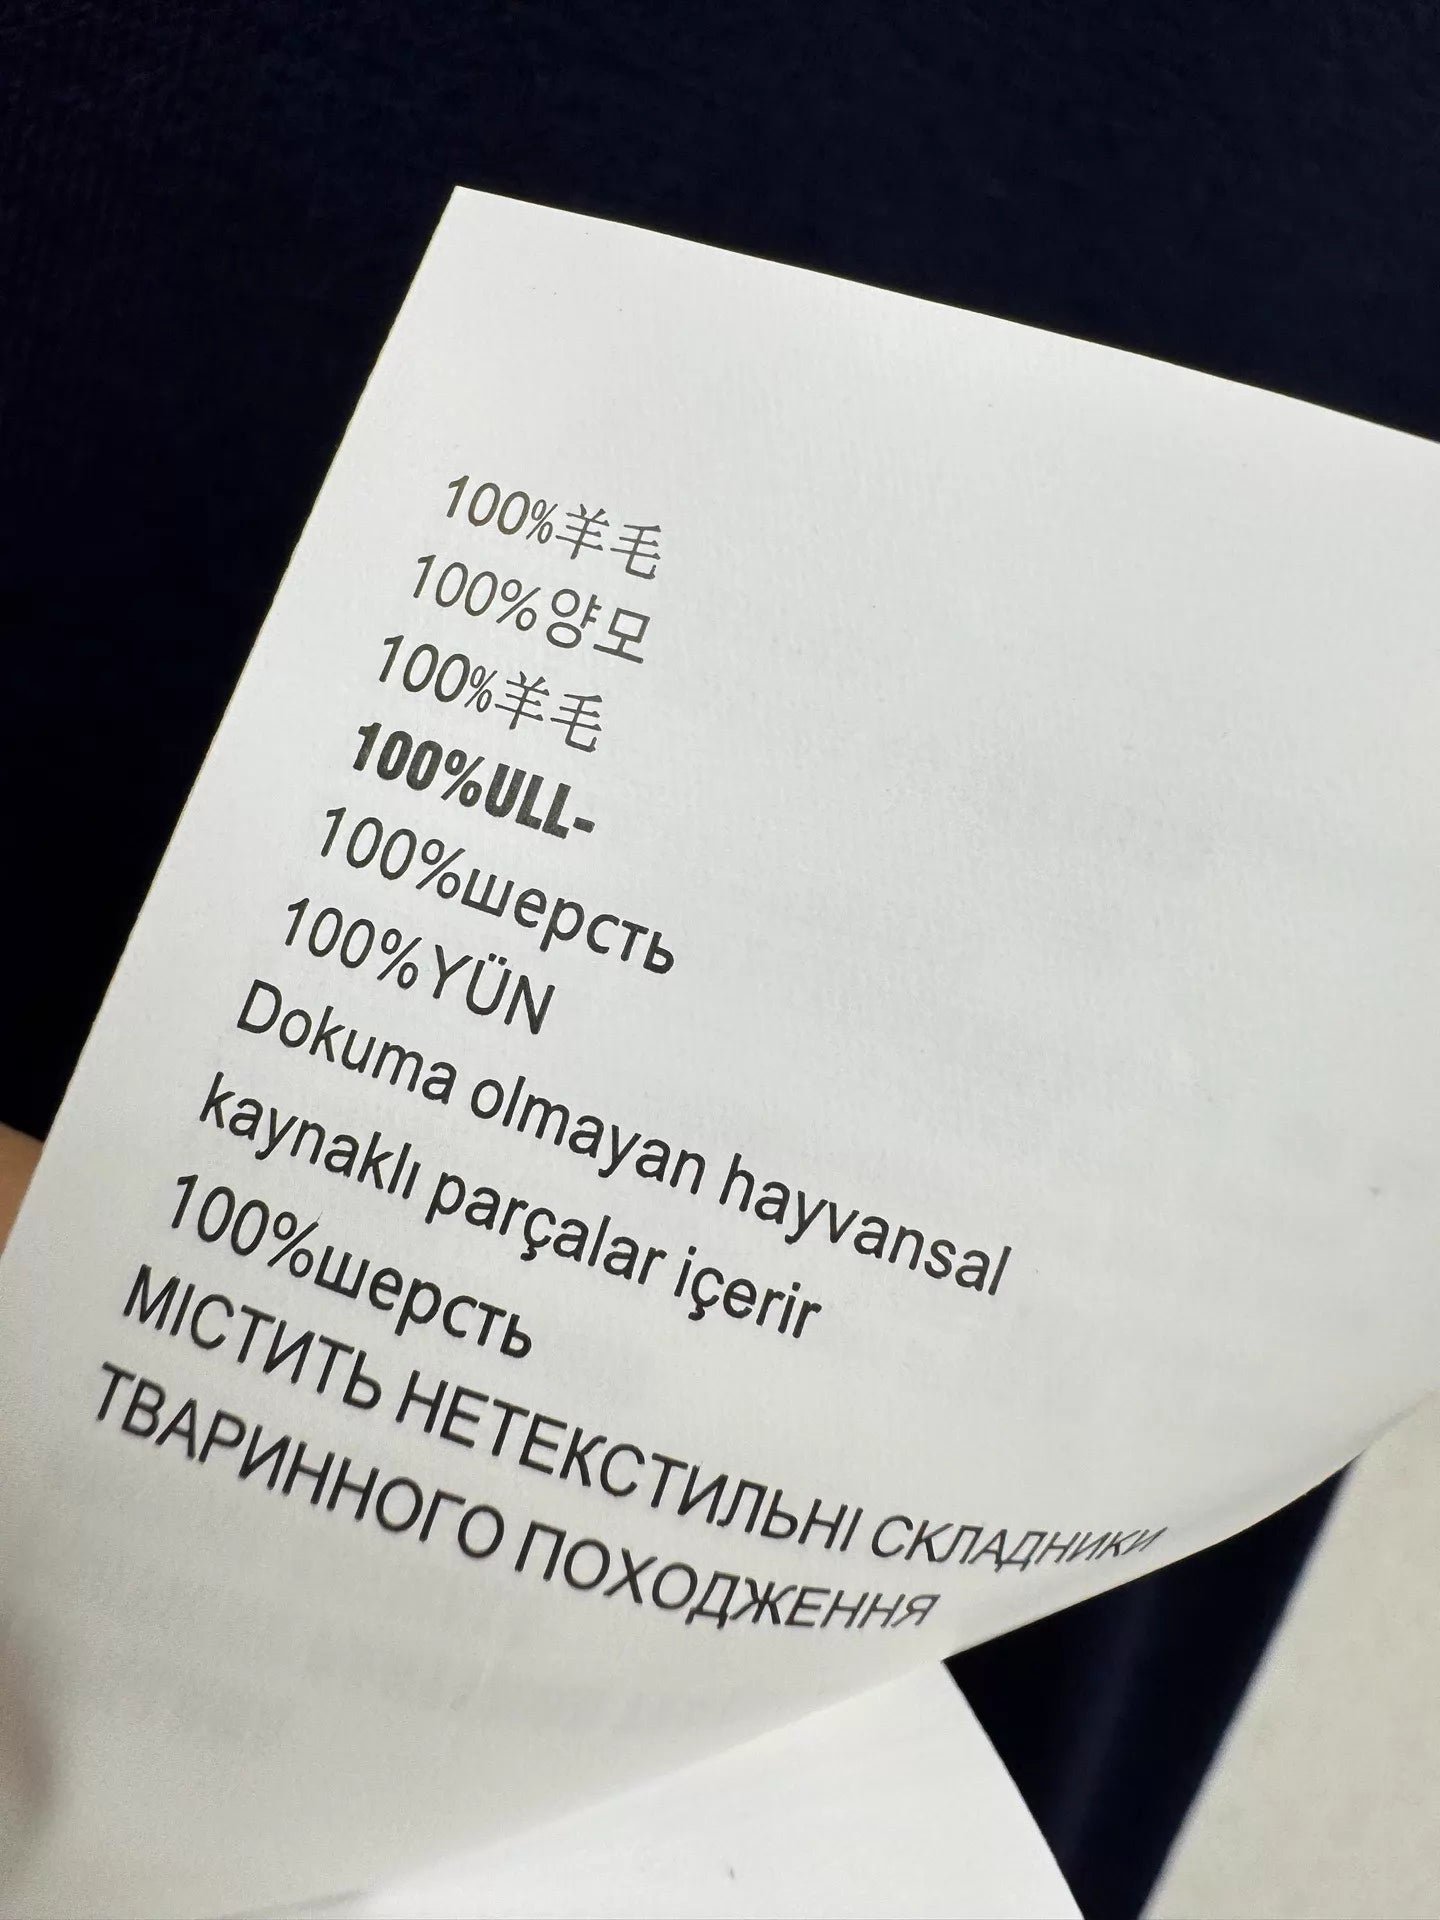 100%羊毛
100%양모
100%羊毛
100%ULL-
100%шерсть
100%YÜN
Dokuma olmayan hayvansal
kaynaklı parçalar içerir
100%шерсть
МІСТИТЬ НЕТЕКСТИЛЬНІ СКЛАДНИКИ
ТВАРИННОГО ПОХОДЖЕННЯ